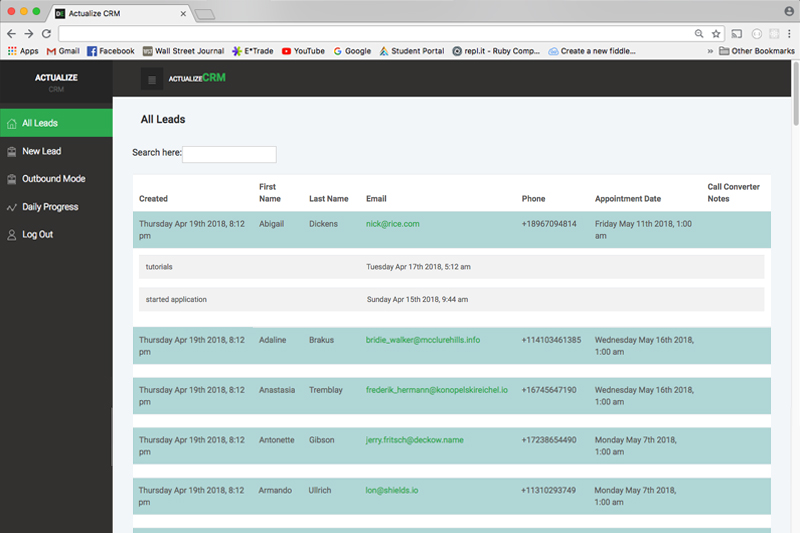 Actualize CRM
Apps Gmail Facebook Wall Street Journal E*Trade YouTube Google Student Portal repl.it - Ruby Comp... Create a new fiddle... » Other Bookmarks
ACTUALIZE
CRM
ACTUALIZECRM
All Leads
New Lead
Outbound Mode
Daily Progress
Log Out
All Leads
Search here:
Created First Name Last Name Email Phone Appointment Date Call Converter Notes
Thursday Apr 19th 2018, 8:12 pm Abigail Dickens nick@rice.com +18967094814 Friday May 11th 2018, 1:00 am
tutorials Tuesday Apr 17th 2018, 5:12 am
started application Sunday Apr 15th 2018, 9:44 am
Thursday Apr 19th 2018, 8:12 pm Adaline Brakus bridie_walker@mcclurehills.info +114103461385 Wednesday May 16th 2018, 1:00 am
Thursday Apr 19th 2018, 8:12 pm Anastasia Tremblay frederik_hermann@konopelskireichel.io +16745647190 Wednesday May 16th 2018, 1:00 am
Thursday Apr 19th 2018, 8:12 pm Antonette Gibson jerry.fritsch@deckow.name +17238654490 Monday May 7th 2018, 1:00 am
Thursday Apr 19th 2018, 8:12 pm Armando Ullrich lon@shields.io +11310293749 Monday May 7th 2018, 1:00 am